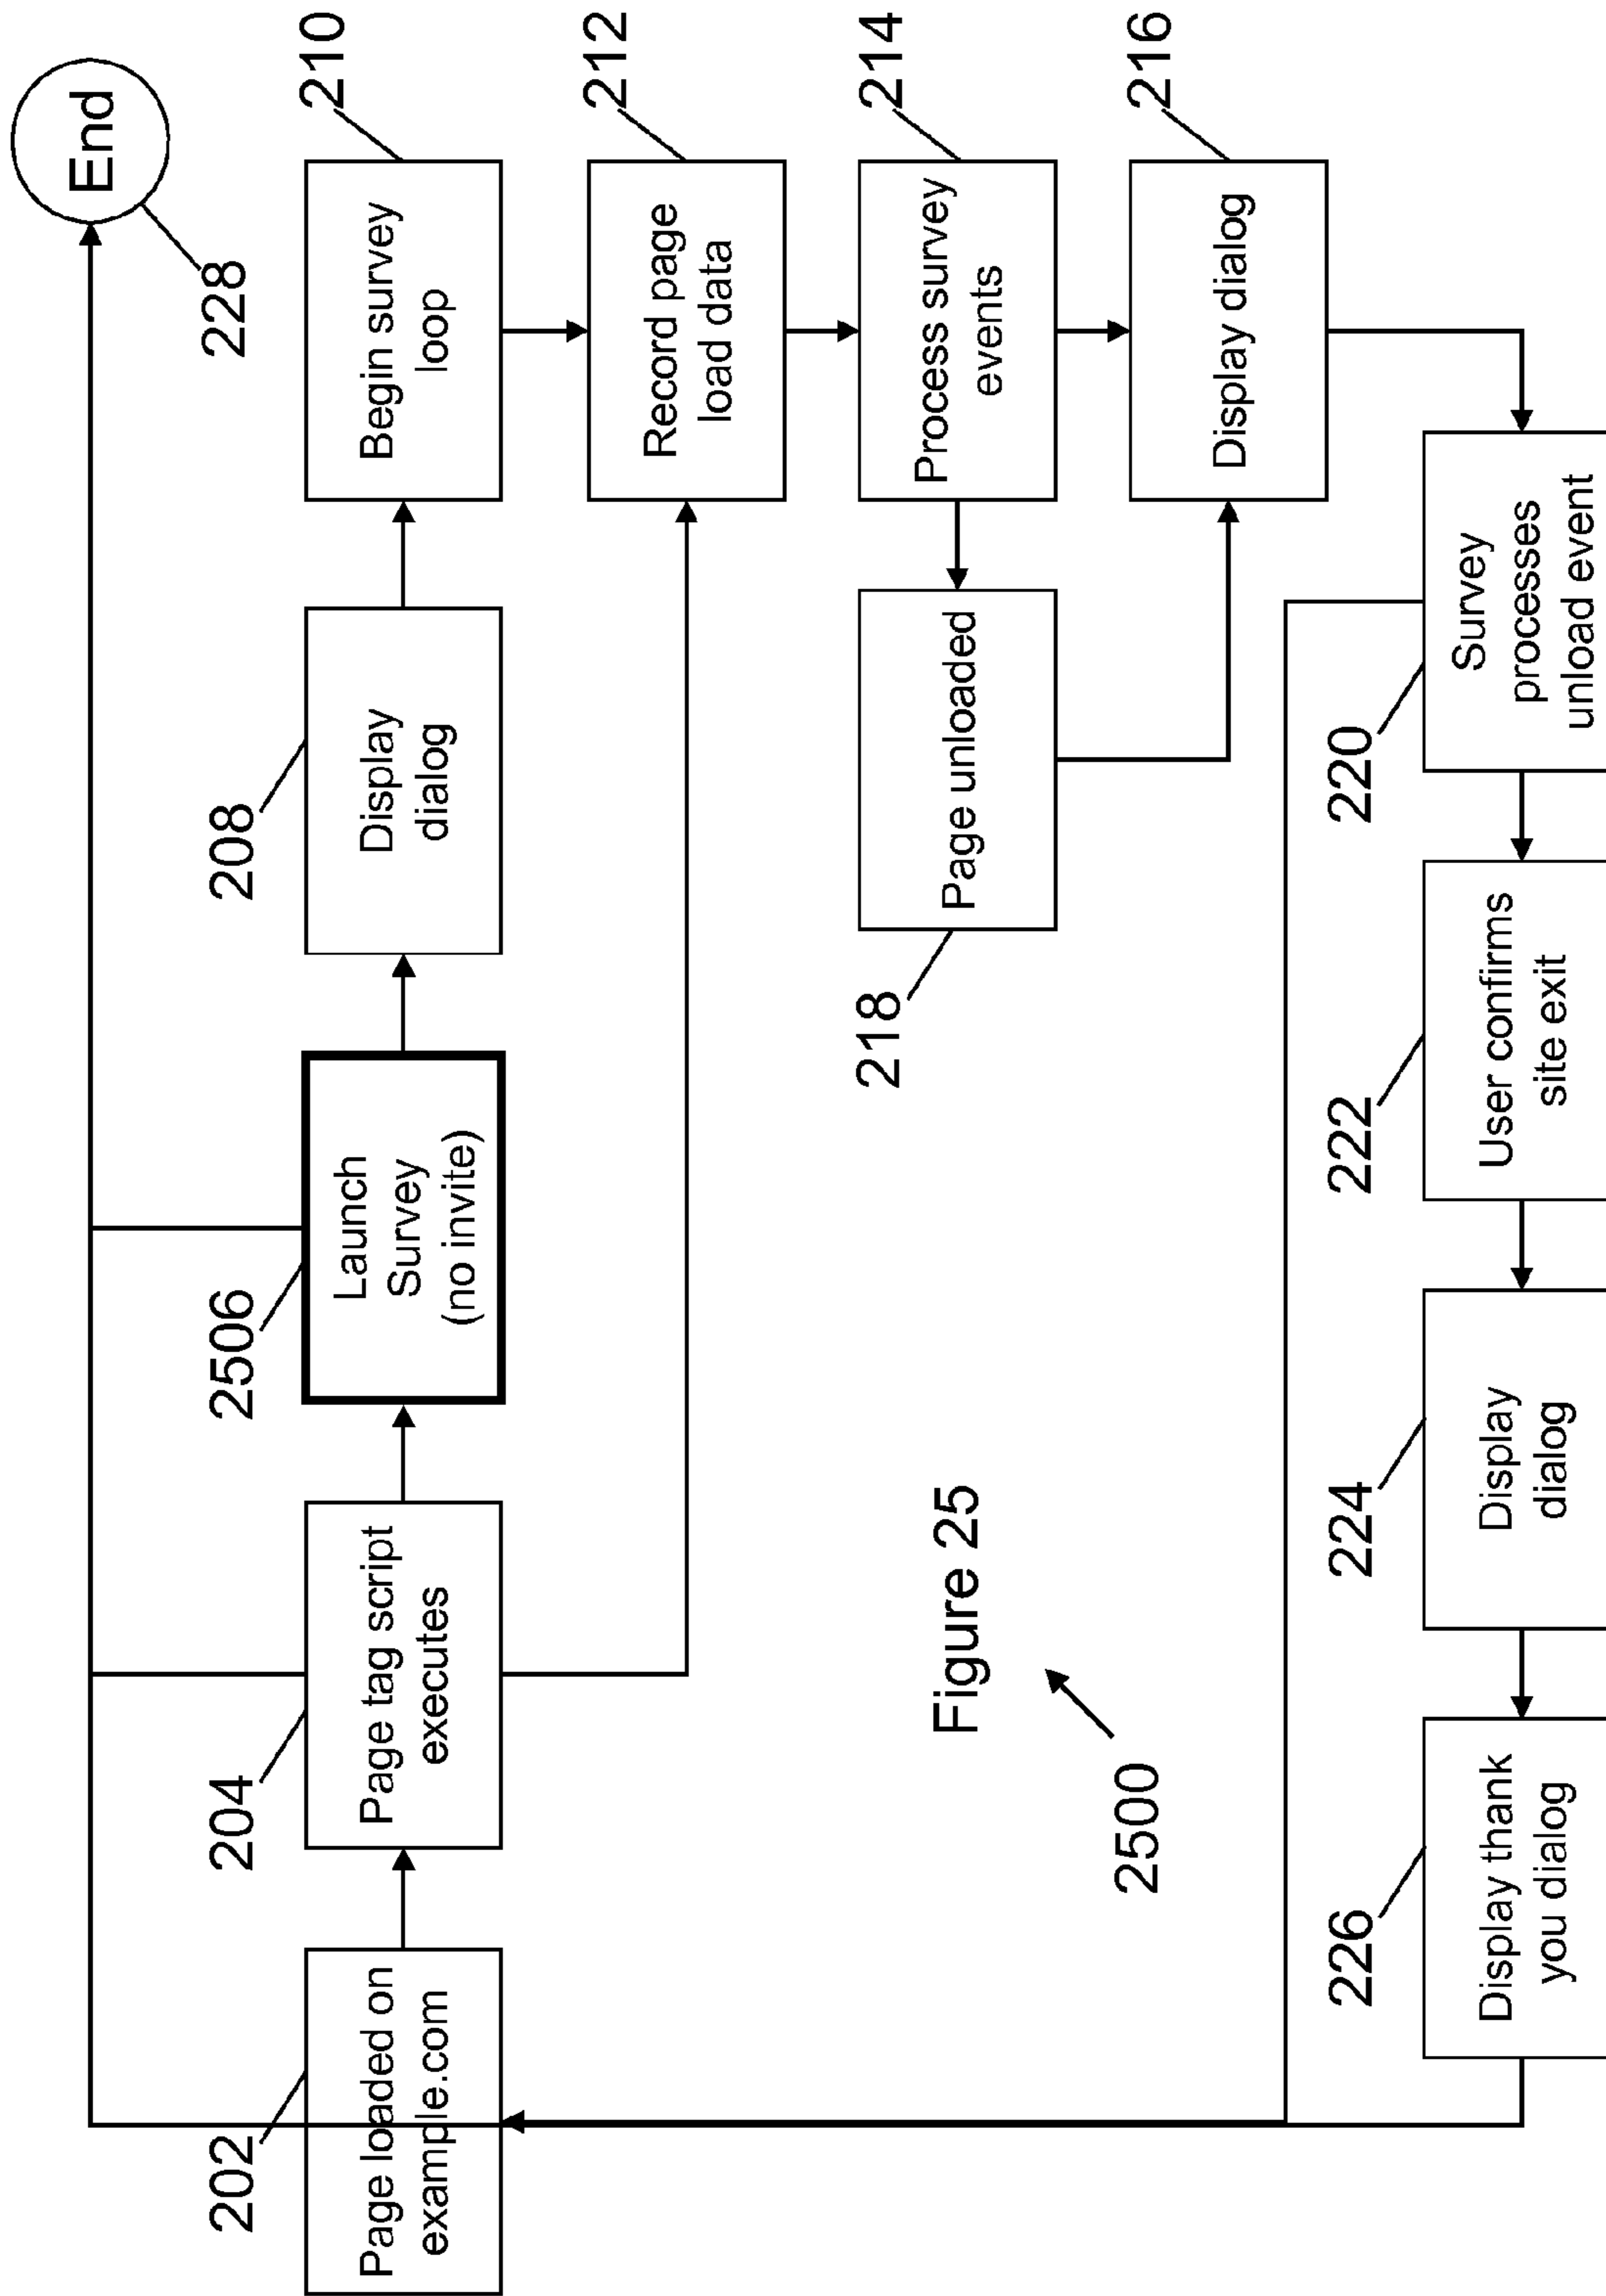 End
228
202
Page loaded on
example.com
204
Page tag script
executes
2506
Launch
Survey
(no invite)
208
Display
dialog
210
Begin survey
loop
212
Record page
load data
214
Process survey
events
218
Page unloaded
216
Display dialog
220
Survey
processes
unload event
222
User confirms
site exit
224
Display
dialog
226
Display thank
you dialog
Figure 25
2500